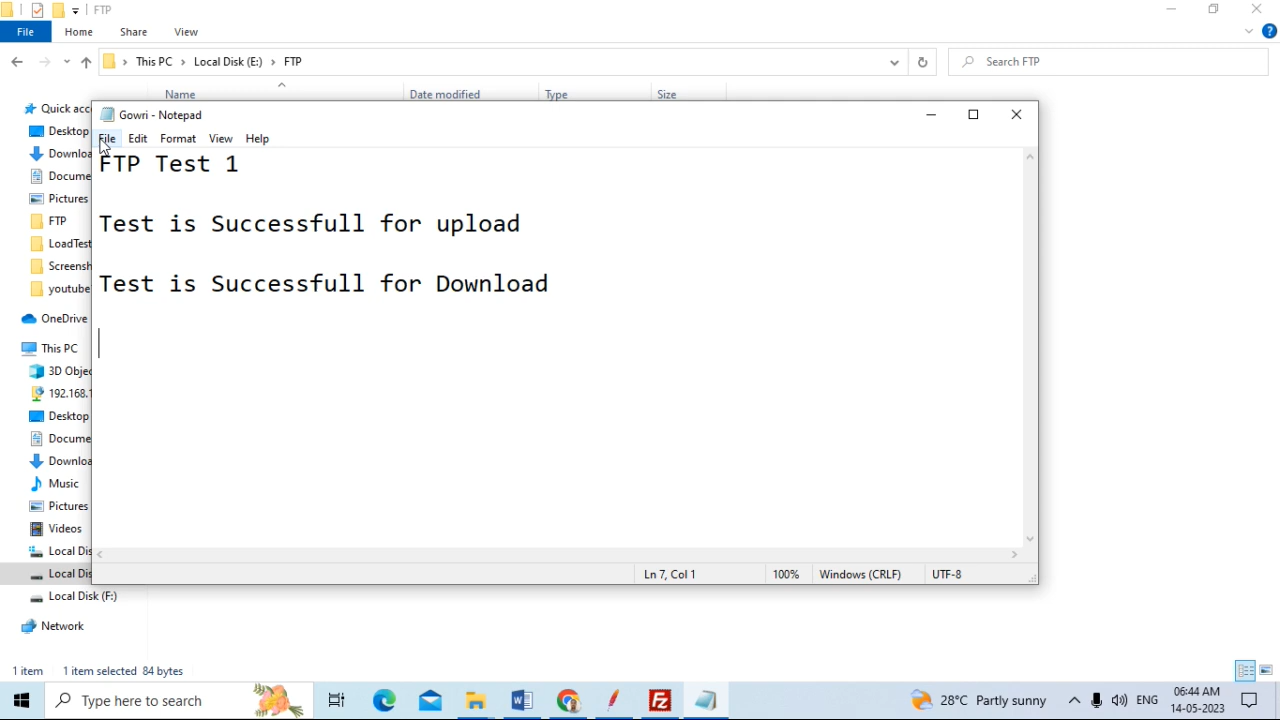 FTP
File Home Share View
This PC Local Disk (E:) FTP Search FTP
Name Date modified Type Size
Quick acc
Desktop
Downloa
Docume
Pictures
FTP
LoadTest
Screensh
youtube
OneDrive
This PC
3D Objec
192.168.1
Desktop
Docume
Downloa
Music
Pictures
Videos
Local Dis
Local Dis
Local Disk (F:)
Network
Gowri - Notepad
File Edit Format View Help
FTP Test 1
Test is Successfull for upload
Test is Successfull for Download
Ln 7, Col 1 100% Windows (CRLF) UTF-8
1 item 1 item selected 84 bytes
Type here to search
28°C Partly sunny ENG
06:44 AM
14-05-2023